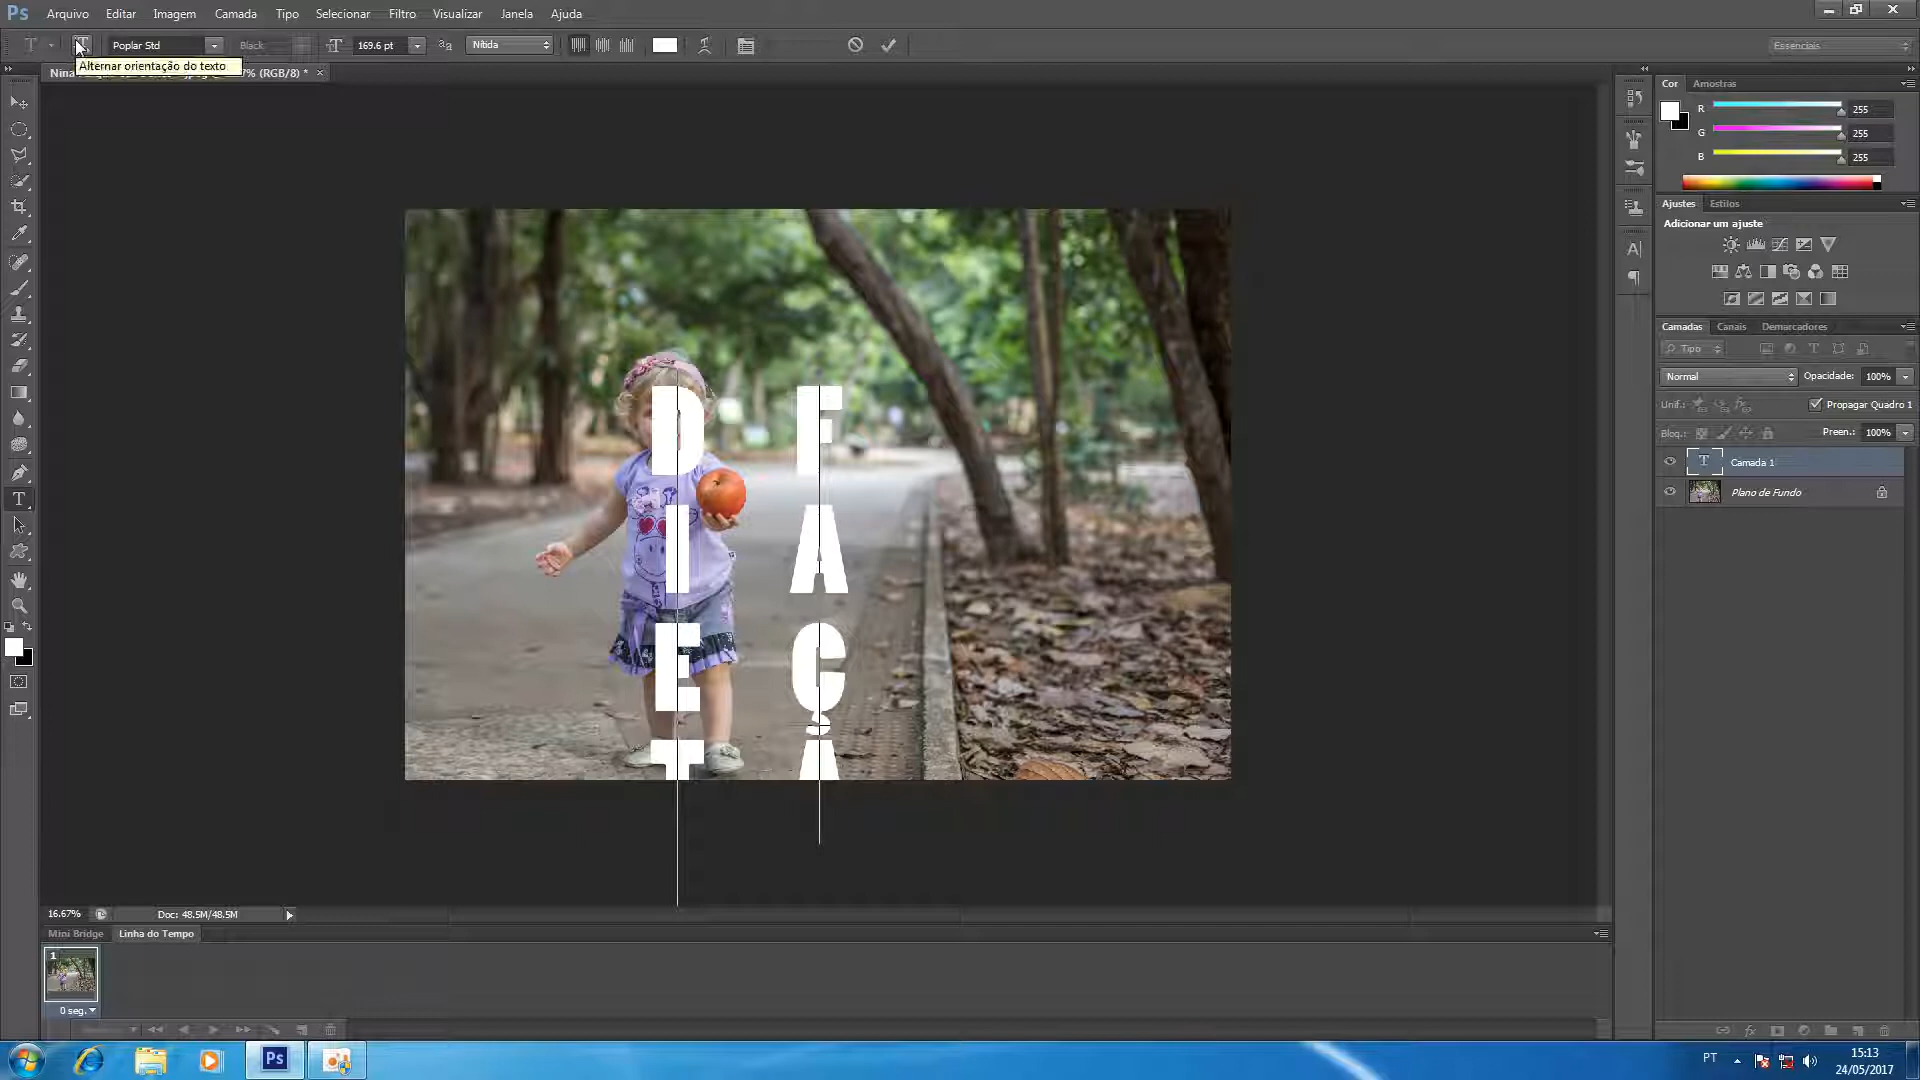 Ps Arquivo Editar Imagem Camada Tipo Selecionar Filtro Visualizar Janela Ajuda
Poplar Std Black 169.6 pt Nítida Essenciais
Alternar orientação do texto
Nina 7% (RGB/8) * ×
Cor Amostras
R 255
G 255
B 255
Ajustes Estilos
Adicionar um ajuste
Camadas Canais Demarcadores
Tipo
Normal Opacidade: 100%
Unif.: Propagar Quadro 1
Bloq.: Preen.: 100%
T Camada 1
Plano de Fundo
D
I
E
T
F
A
Ç
A
16.67% Doc: 48.5M/48.5M
Mini Bridge Linha do Tempo
1
0 seg.
Ps
PT 15:13
24/05/2017